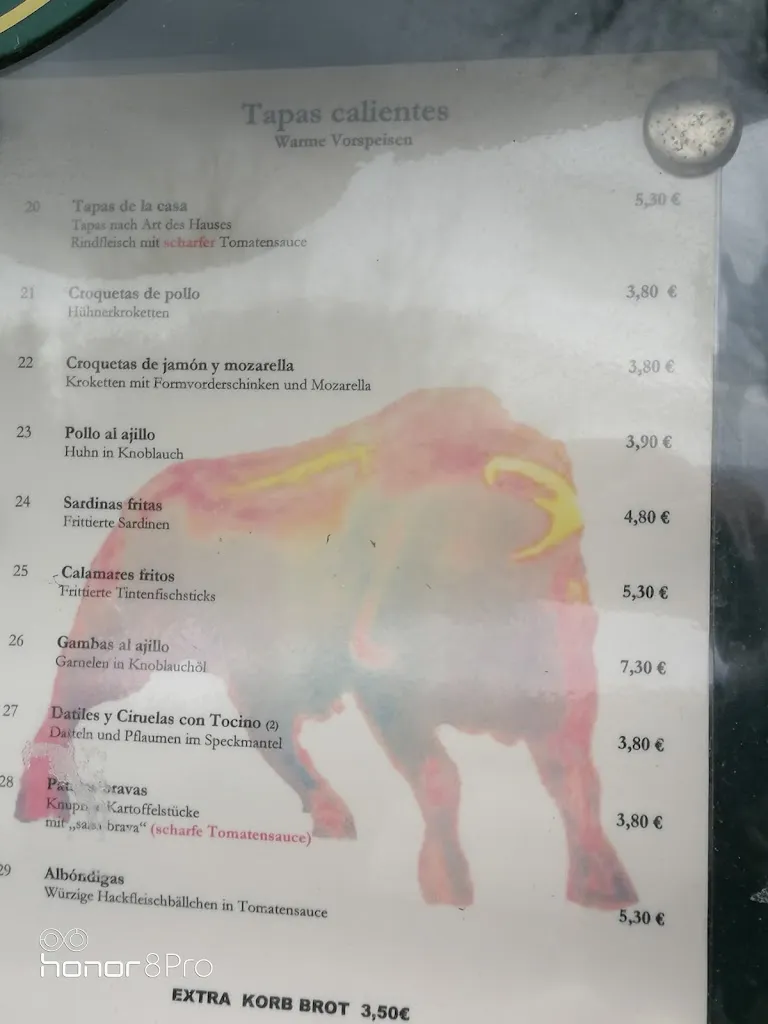 Tapas calientes
Warme Vorspeisen
20 Tapas de la casa 5,30 €
Tapas nach Art des Hauses
Rindfleisch mit scharfer Tomatensauce
21 Croquetas de pollo 3,80 €
Hühnerkroketten
22 Croquetas de jamón y mozarella 3,80 €
Kroketten mit Formvorderschinken und Mozarella
23 Pollo al ajillo 3,90 €
Huhn in Knoblauch
24 Sardinas fritas 4,80 €
Frittierte Sardinen
25 Calamares fritos 5,30 €
Frittierte Tintenfischsticks
26 Gambas al ajillo 7,30 €
Garnelen in Knoblauchöl
27 Datiles y Ciruelas con Tocino (2) 3,80 €
Datteln und Pflaumen im Speckmantel
28 bravas 3,80 €
Kartoffelstücke
mit „salsa brava“ (scharfe Tomatensauce)
29 Albóndigas 5,30 €
Würzige Hackfleischbällchen in Tomatensauce
honor 8Pro
EXTRA KORB BROT 3,50€